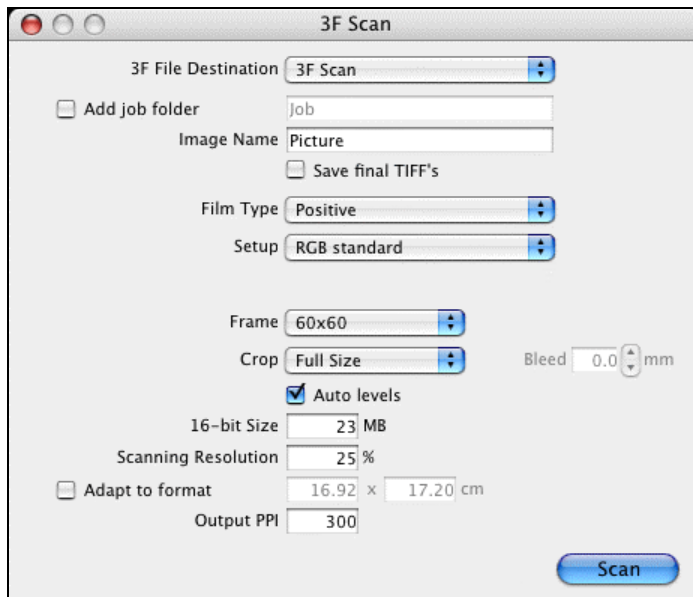 3F Scan
3F File Destination 3F Scan
Add job folder Job
Image Name Picture
Save final TIFF's
Film Type Positive
Setup RGB standard
Frame 60x60
Crop Full Size Bleed 0.0 mm
Auto levels
16-bit Size 23 MB
Scanning Resolution 25 %
Adapt to format 16.92 x 17.20 cm
Output PPI 300
Scan